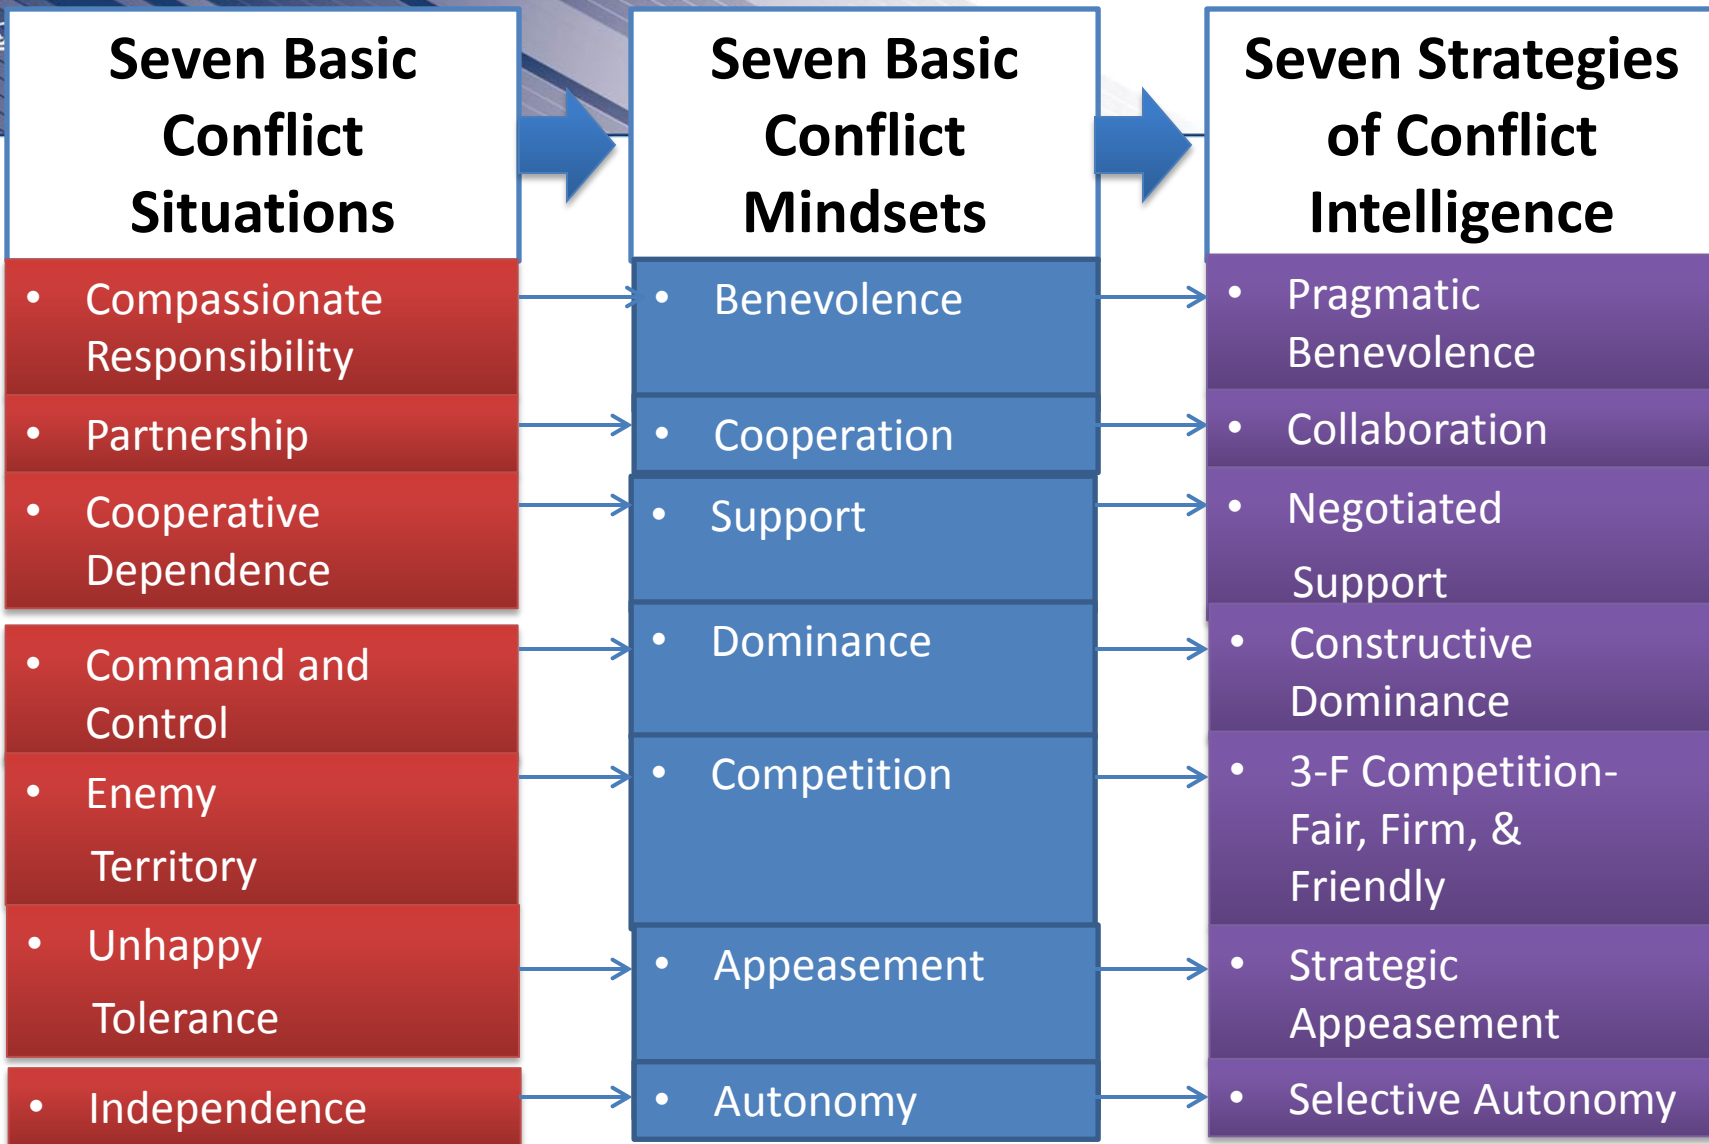 Seven Basic
Conflict
Situations
• Compassionate
Responsibility
• Partnership
• Cooperative
Dependence
• Command and
Control
• Enemy
Territory
• Unhappy
Tolerance
• Independence
Seven Basic
Conflict
Mindsets
• Benevolence
• Cooperation
• Support
• Dominance
• Competition
• Appeasement
• Autonomy
Seven Strategies
of Conflict
Intelligence
• Pragmatic
Benevolence
• Collaboration
• Negotiated
Support
• Constructive
Dominance
• 3-F Competition-
Fair, Firm, &
Friendly
• Strategic
Appeasement
• Selective Autonomy